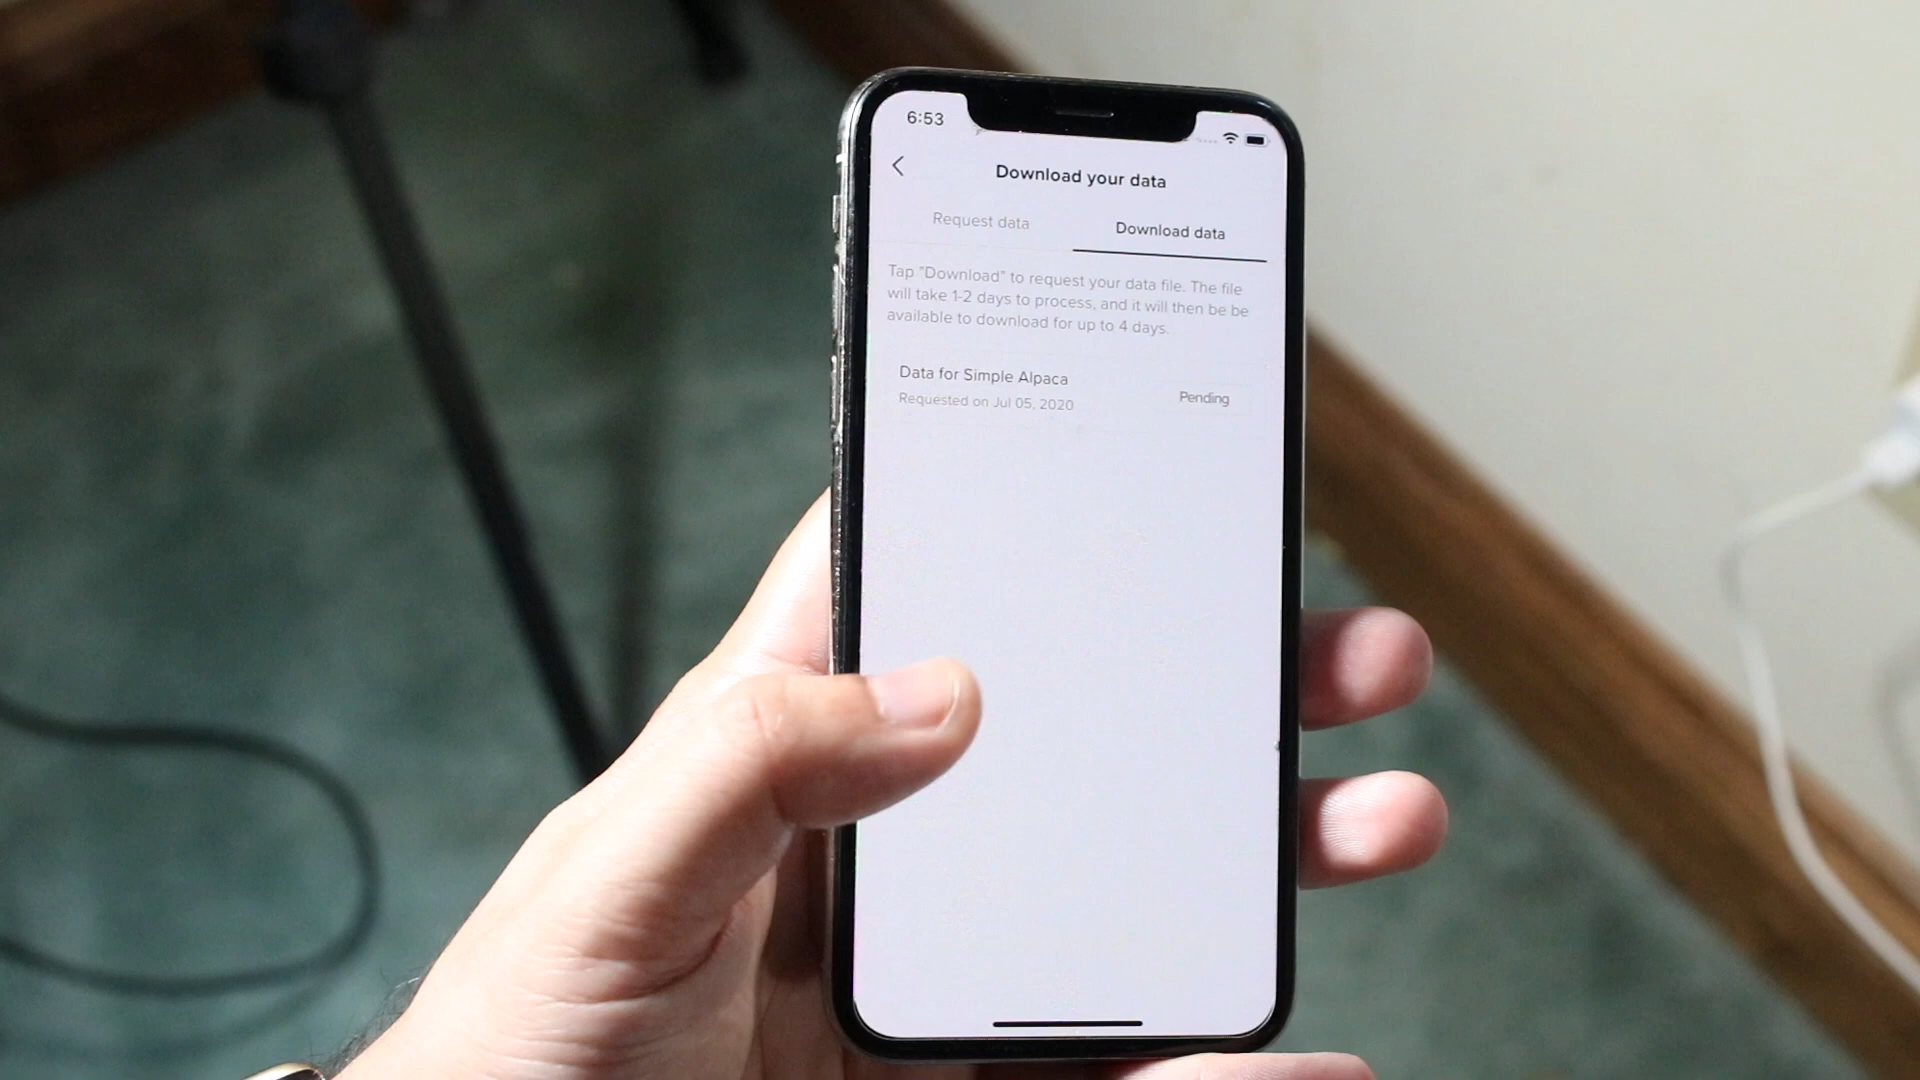 6:53
Download your data
Request data
Download data
Tap "Download" to request your data file. The file
will take 1-2 days to process, and it will then be be
available to download for up to 4 days.
Data for Simple Alpaca
Pending
Requested on Jul 05, 2020